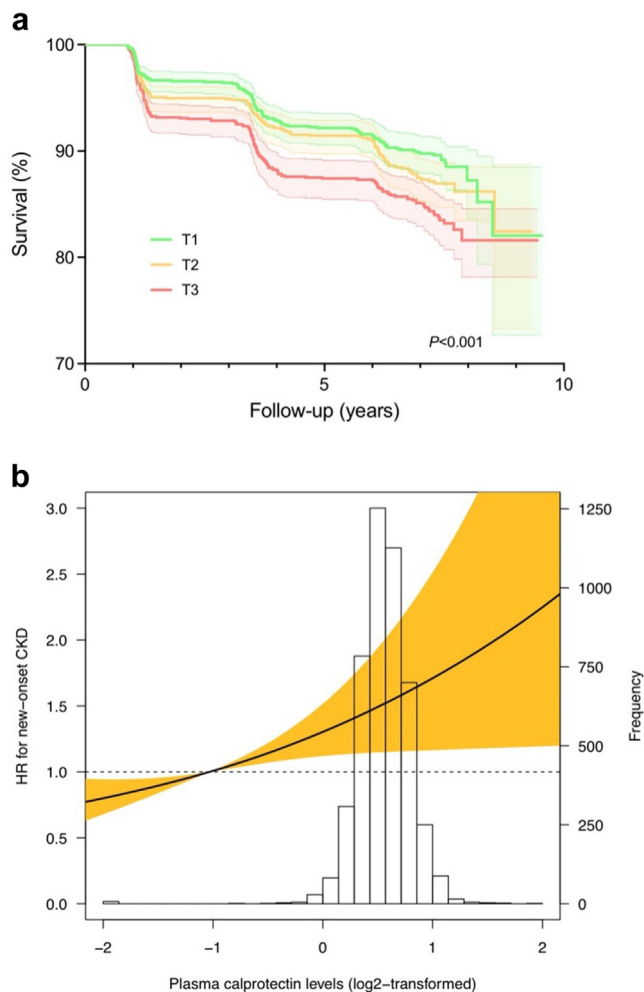 a
100
90
80
70
Survival (%)
T1
T2
T3
P<0.001
0
5
10
Follow-up (years)
b
3.0
2.5
2.0
1.5
1.0
0.5
0.0
HR for new−onset CKD
1250
1000
750
500
250
0
Frequency
−2
−1
0
1
2
Plasma calprotectin levels (log2−transformed)